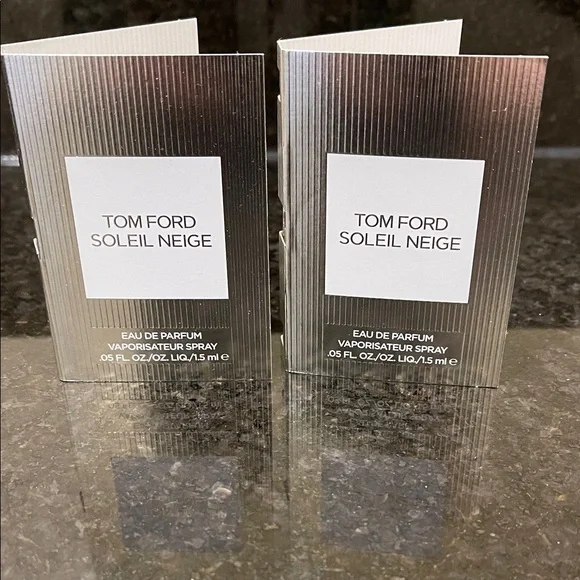 TOM FORD
SOLEIL NEIGE
EAU DE PARFUM
VAPORISATEUR SPRAY
.05 FL. OZ./OZ. LIQ./1.5 ml ℮
TOM FORD
SOLEIL NEIGE
EAU DE PARFUM
VAPORISATEUR SPRAY
.05 FL. OZ./OZ. LIQ./1.5 ml ℮